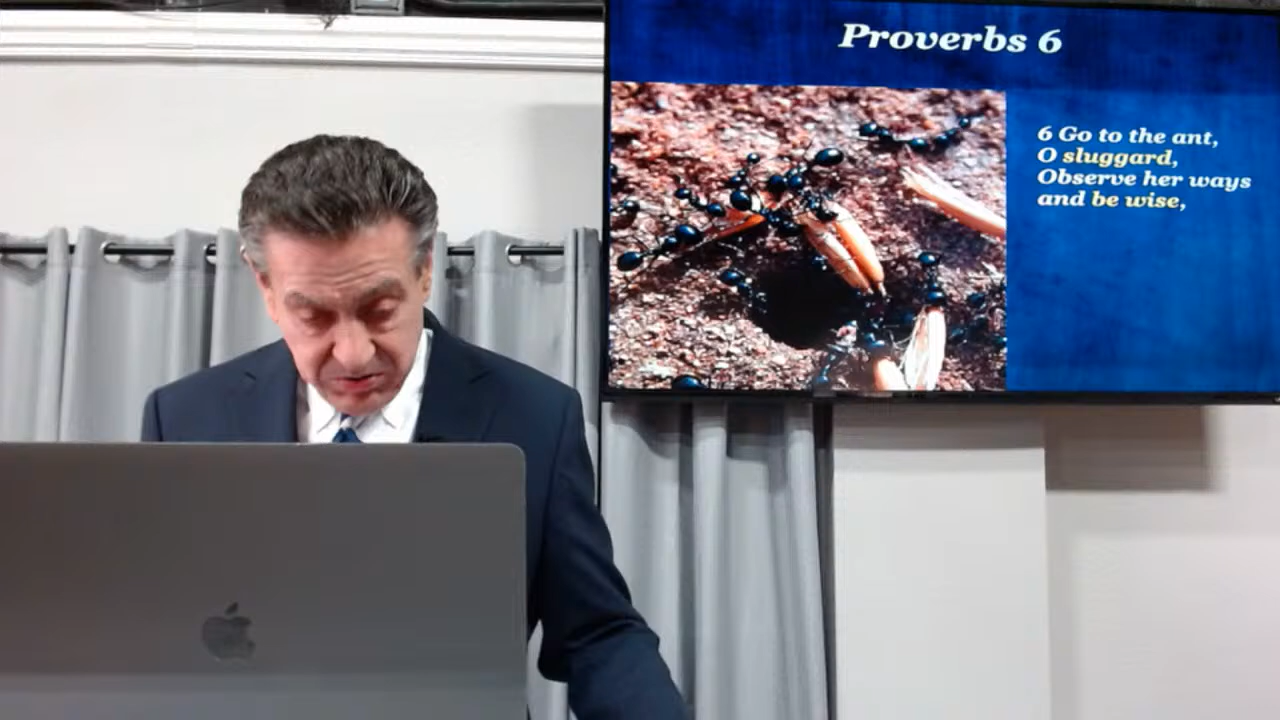 Proverbs 6
6 Go to the ant,
O sluggard,
Observe her ways
and be wise,